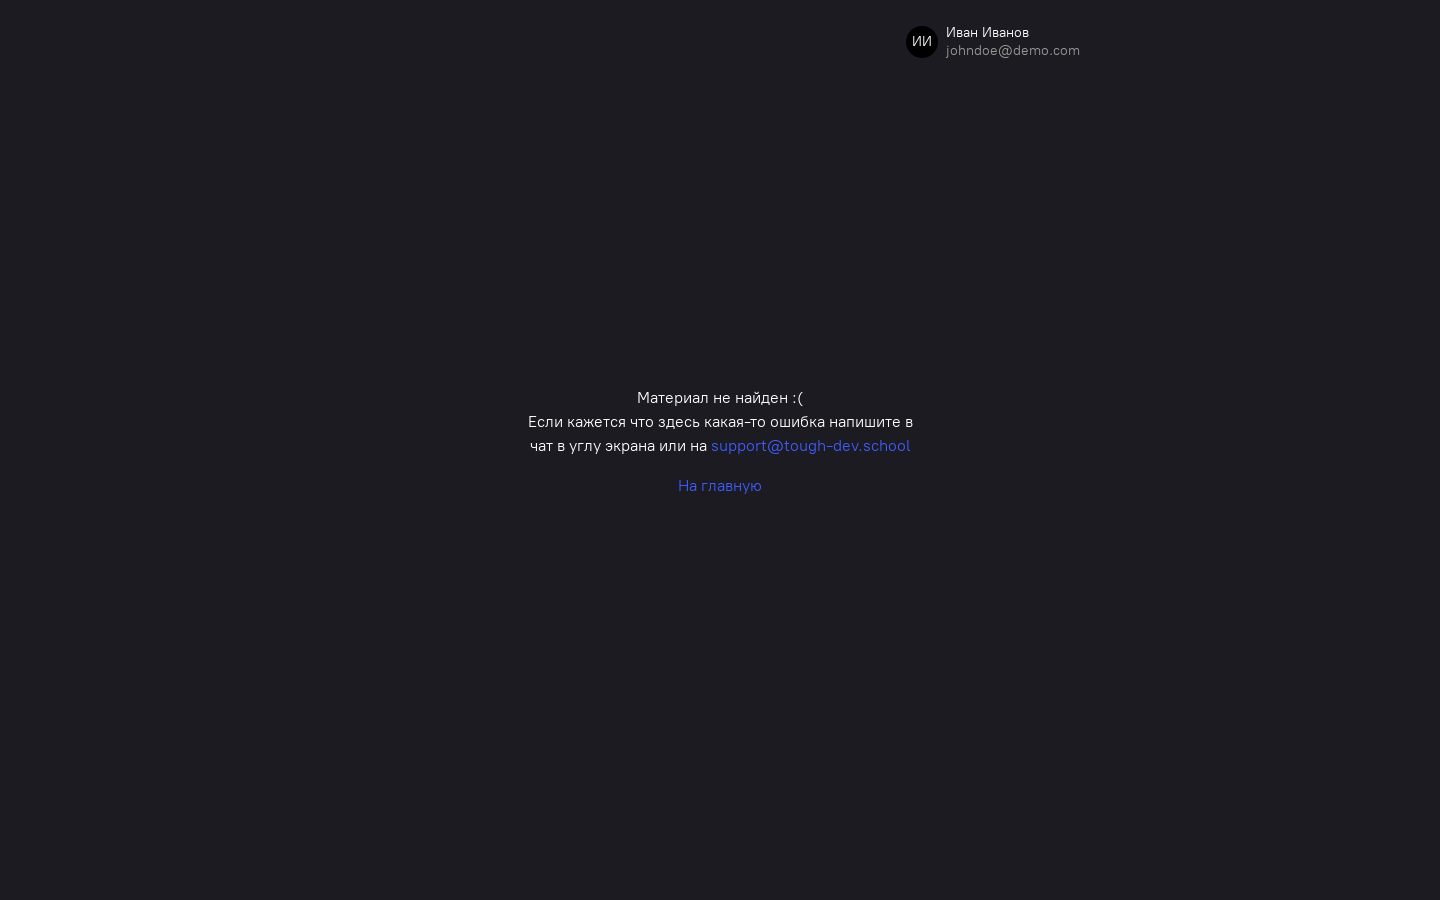 ИИ
Иван Иванов
johndoe@demo.com
Материал не найден :(
Если кажется что здесь какая-то ошибка напишите в
чат в углу экрана или на support@tough-dev.school
На главную